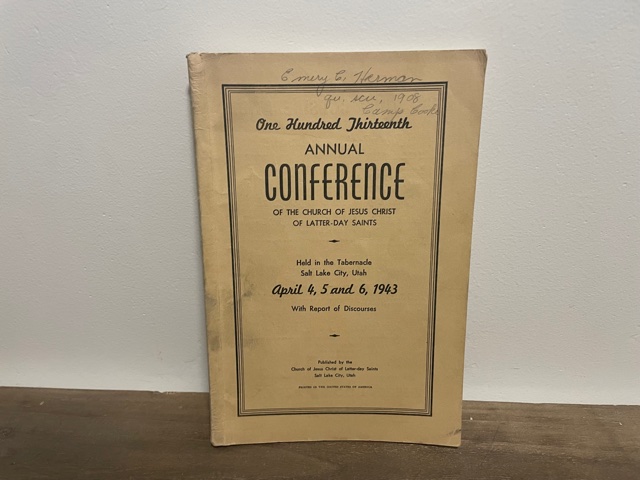 Emery E. Herman
1908
Camp Cooke
One Hundred Thirteenth
ANNUAL
CONFERENCE
OF THE CHURCH OF JESUS CHRIST
OF LATTER-DAY SAINTS
Held in the Tabernacle
Salt Lake City, Utah
April 4, 5 and 6, 1943
With Report of Discourses
Published by the
Church of Jesus Christ of Latter-day Saints
Salt Lake City, Utah
PRINTED IN THE UNITED STATES OF AMERICA